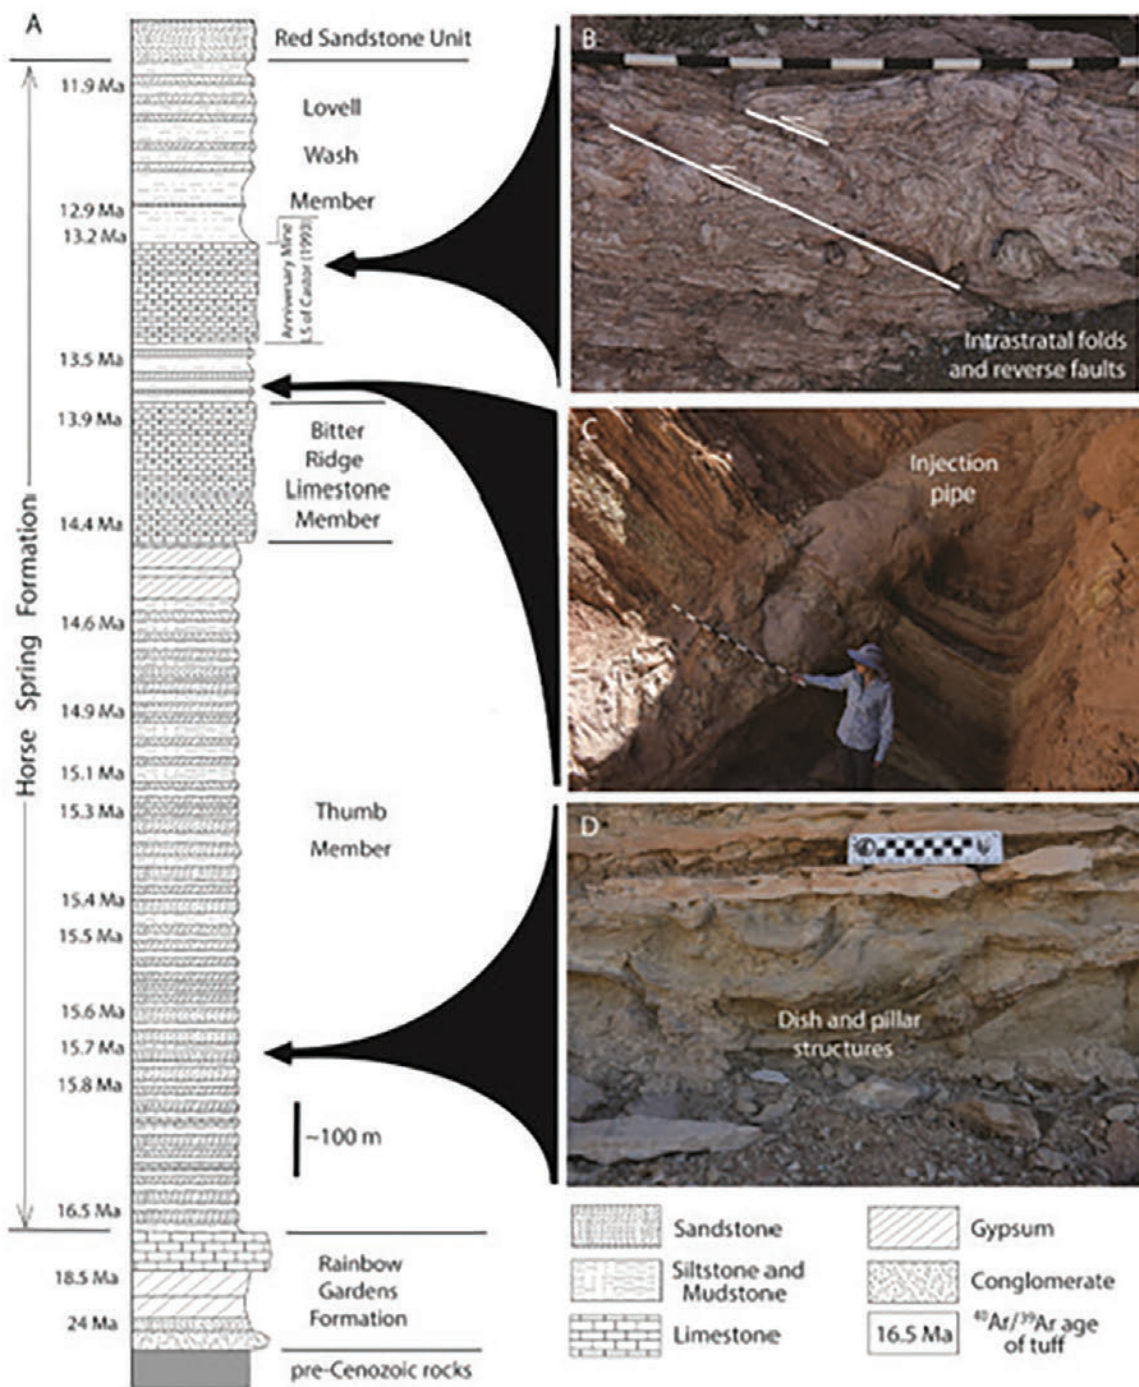 A
Red Sandstone Unit
11.9 Ma
Lovell
Wash
Member
12.9 Ma
13.2 Ma
Anniversary Mine
LS of Castor (1993)
13.5 Ma
13.9 Ma
Bitter
Ridge
Limestone
Member
14.4 Ma
Horse Spring Formation
14.6 Ma
14.9 Ma
15.1 Ma
15.3 Ma
Thumb
Member
15.4 Ma
15.5 Ma
15.6 Ma
15.7 Ma
15.8 Ma
~100 m
16.5 Ma
Rainbow
Gardens
Formation
18.5 Ma
24 Ma
pre-Cenozoic rocks
B
Intrastratal folds
and reverse faults
C
Injection
pipe
D
Dish and pillar
structures
Sandstone
Siltstone and
Mudstone
Limestone
Gypsum
Conglomerate
16.5 Ma
⁴⁰Ar/³⁹Ar age
of tuff